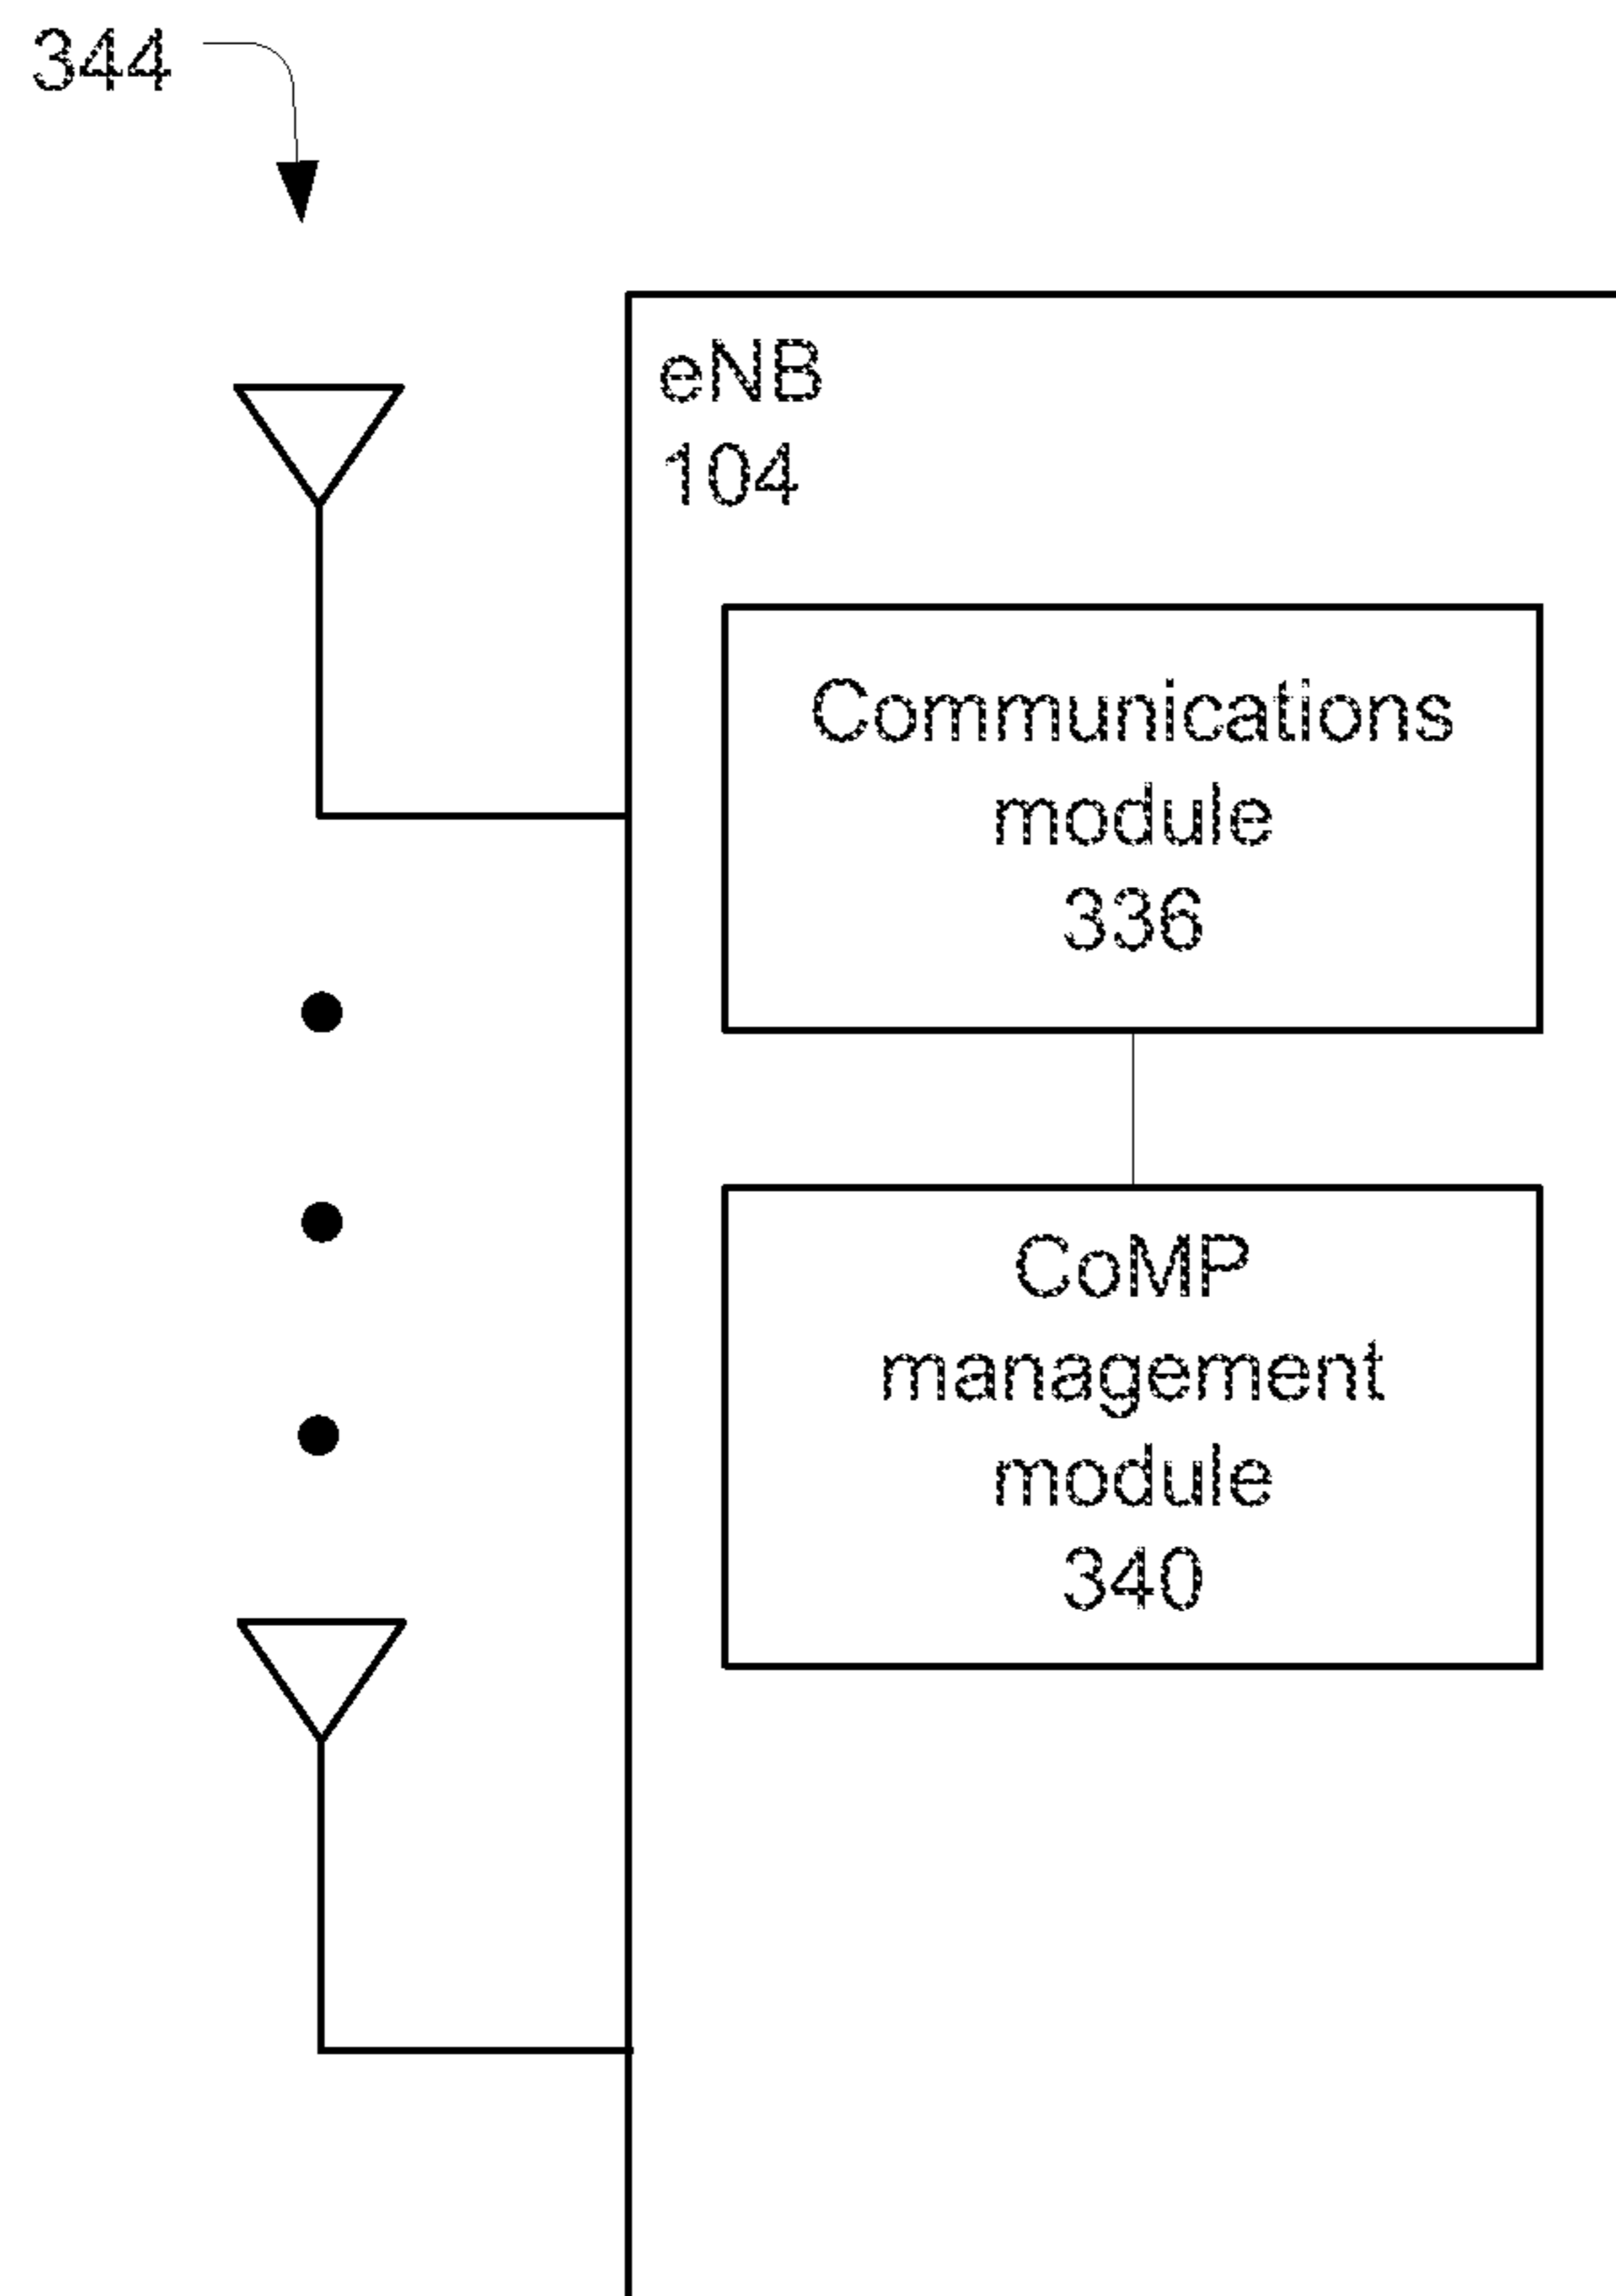 344
eNB
104
Communications
module
336
CoMP
management
module
340